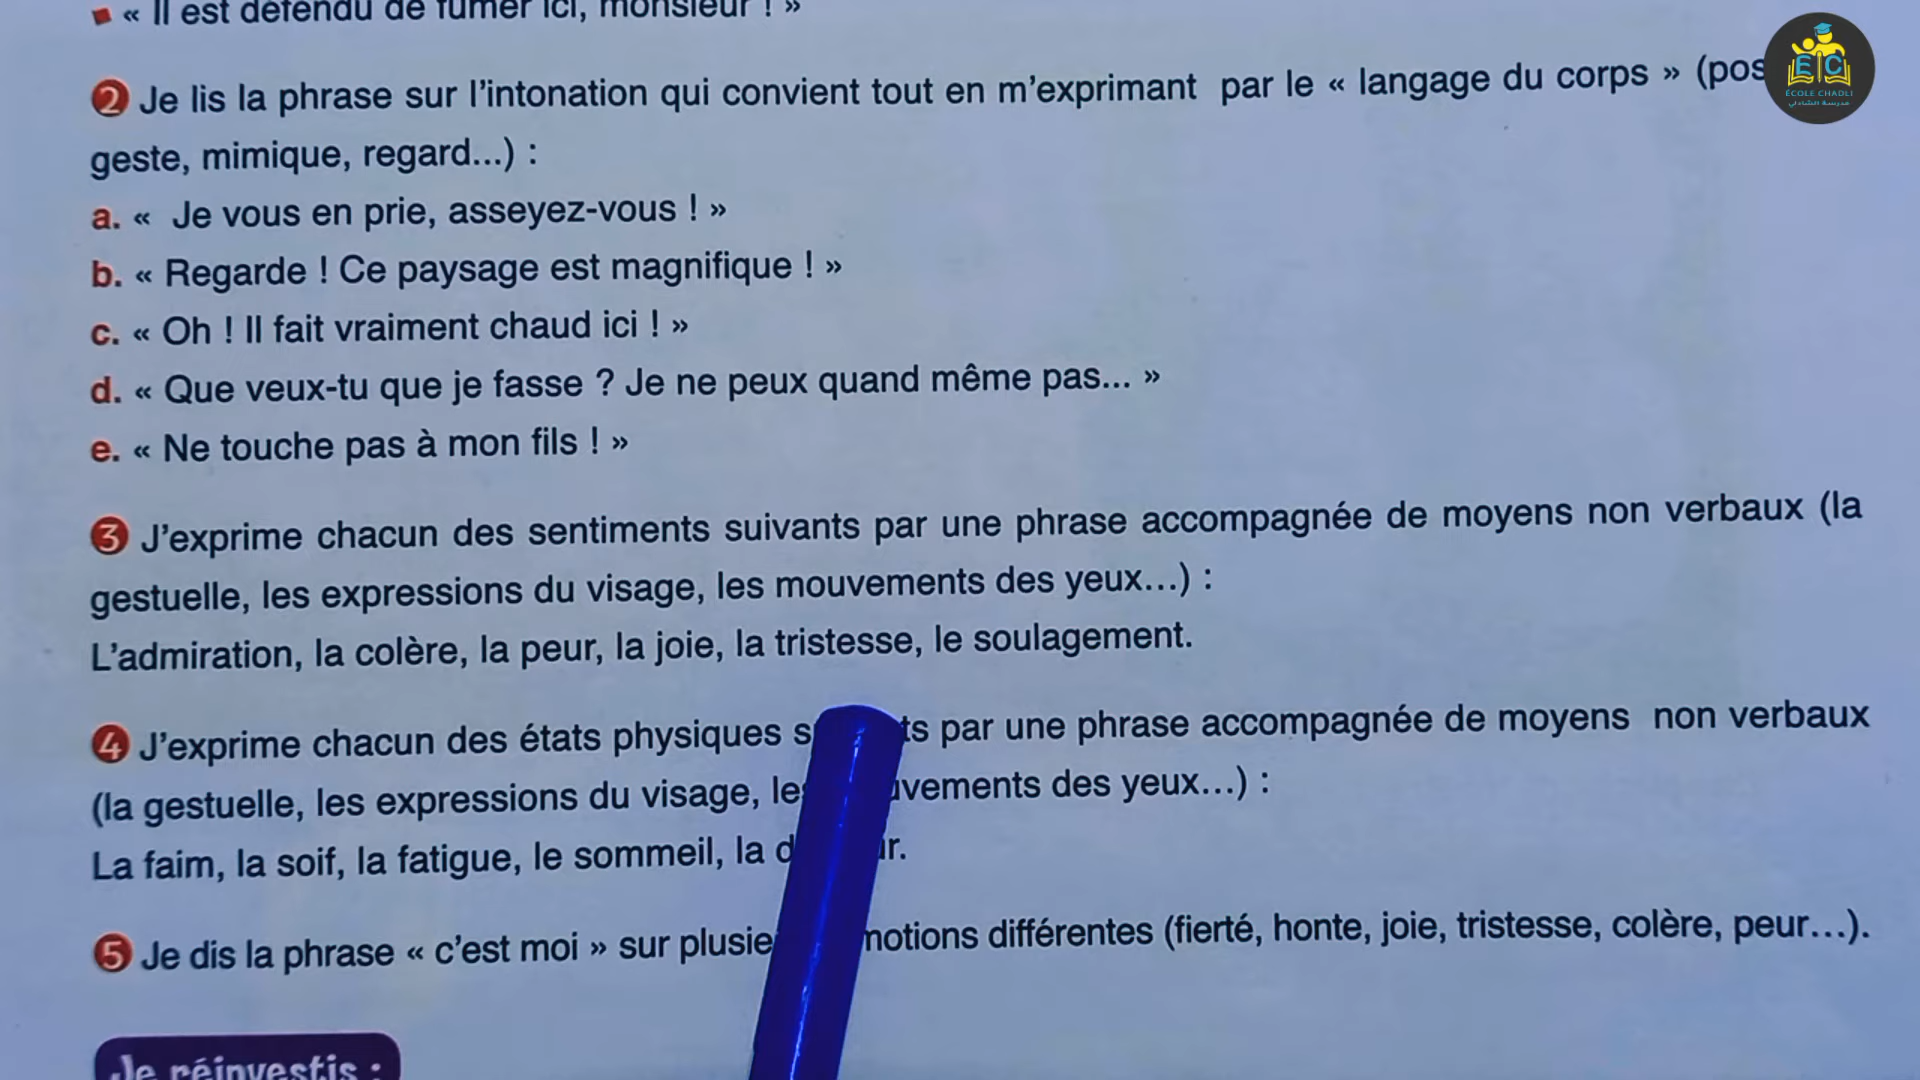 « Il est défendu de fumer ici, monsieur ! »
2 Je lis la phrase sur l'intonation qui convient tout en m'exprimant par le « langage du corps » (pos
geste, mimique, regard...) :
a. « Je vous en prie, asseyez-vous ! »
b. « Regarde ! Ce paysage est magnifique ! »
c. « Oh ! Il fait vraiment chaud ici ! »
d. « Que veux-tu que je fasse ? Je ne peux quand même pas... »
e. « Ne touche pas à mon fils ! »
3 J'exprime chacun des sentiments suivants par une phrase accompagnée de moyens non verbaux (la
gestuelle, les expressions du visage, les mouvements des yeux...) :
L'admiration, la colère, la peur, la joie, la tristesse, le soulagement.
4 J'exprime chacun des états physiques s ts par une phrase accompagnée de moyens non verbaux
(la gestuelle, les expressions du visage, les uvements des yeux...) :
La faim, la soif, la fatigue, le sommeil, la d ur.
5 Je dis la phrase « c'est moi » sur plusie motions différentes (fierté, honte, joie, tristesse, colère, peur...).
Je réinvestis :
E C
ÉCOLE CHADLI
مدرسة الشاذلي